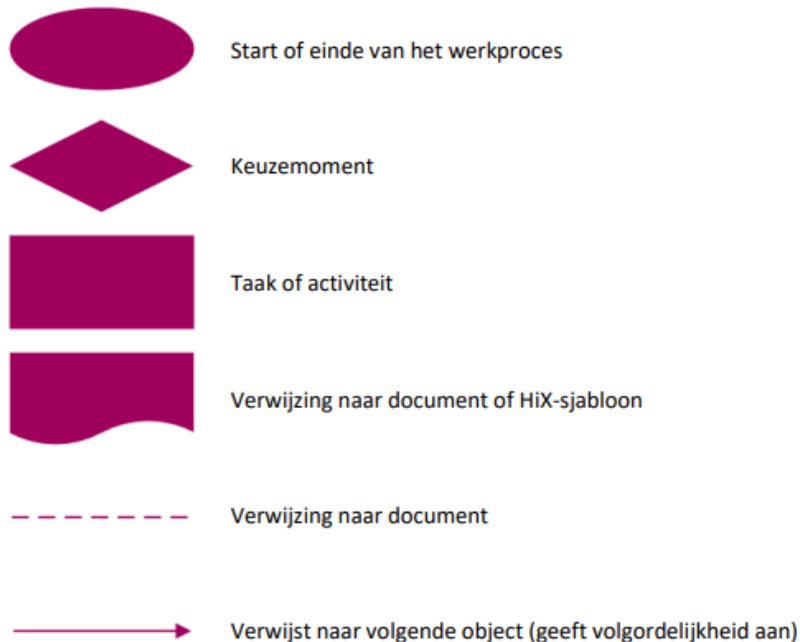 Start of einde van het werkproces
Keuzemoment
Taak of activiteit
Verwijzing naar document of HiX-sjabloon
Verwijzing naar document
Verwijst naar volgende object (geeft volgordelijkheid aan)